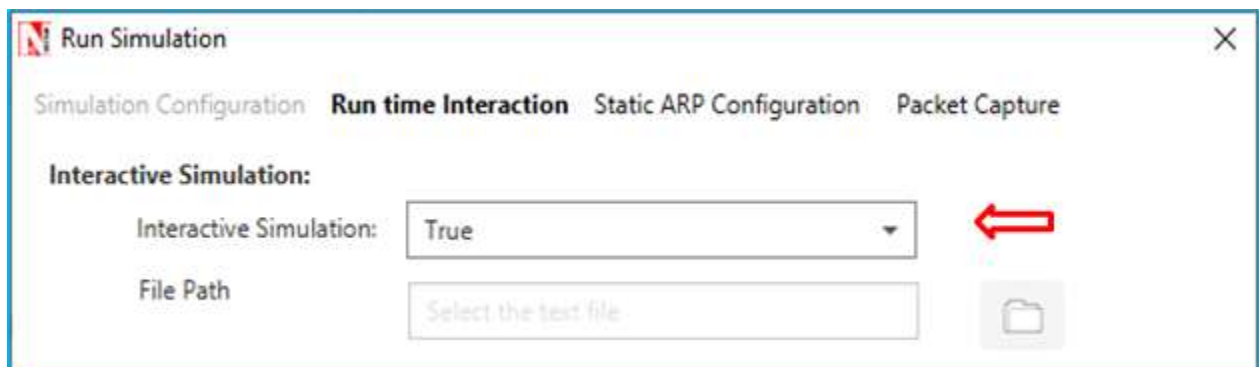 Run Simulation
Simulation Configuration Run time Interaction Static ARP Configuration Packet Capture
Interactive Simulation:
Interactive Simulation: True
File Path
Select the text file